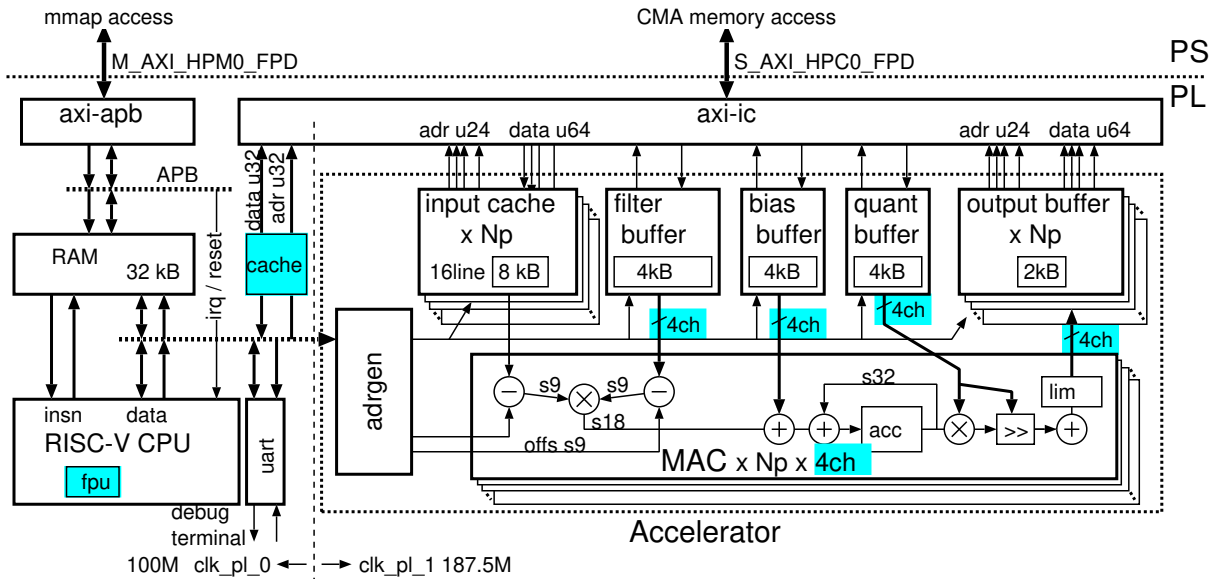 mmap access
CMA memory access
M_AXI_HPM0_FPD
S_AXI_HPC0_FPD
PS
PL
axi-apb
axi-ic
adr u24
data u64
adr u24
data u64
APB
data u32
adr u32
input cache
x Np
16line
8 kB
filter
buffer
4kB
bias
buffer
4kB
quant
buffer
4kB
output buffer
x Np
2kB
RAM
32 kB
irq / reset
cache
4ch
4ch
4ch
4ch
adrgen
s9
s9
s18
offs s9
s32
acc
>>
lim
MAC x Np x 4ch
insn
data
RISC-V CPU
fpu
uart
debug
terminal
Accelerator
100M clk_pl_0
clk_pl_1 187.5M